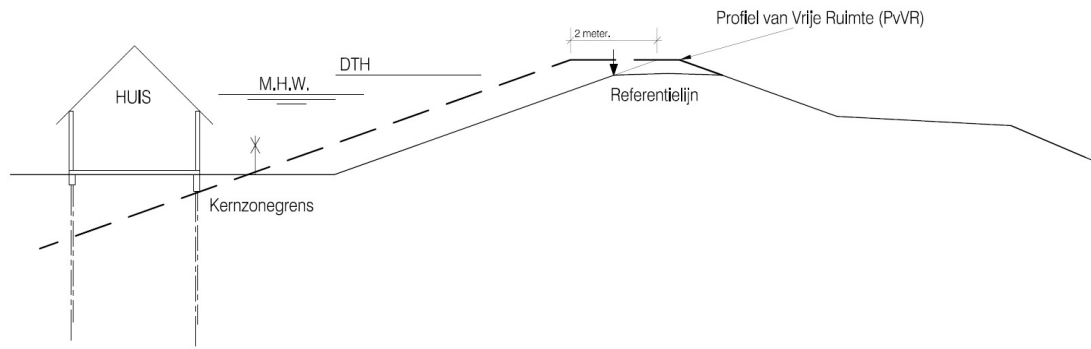 Profiel van Vrije Ruimte (PvVR)
2 meter.
DTH
M.H.W.
HUIS
Referentielijn
Kernzonegrens